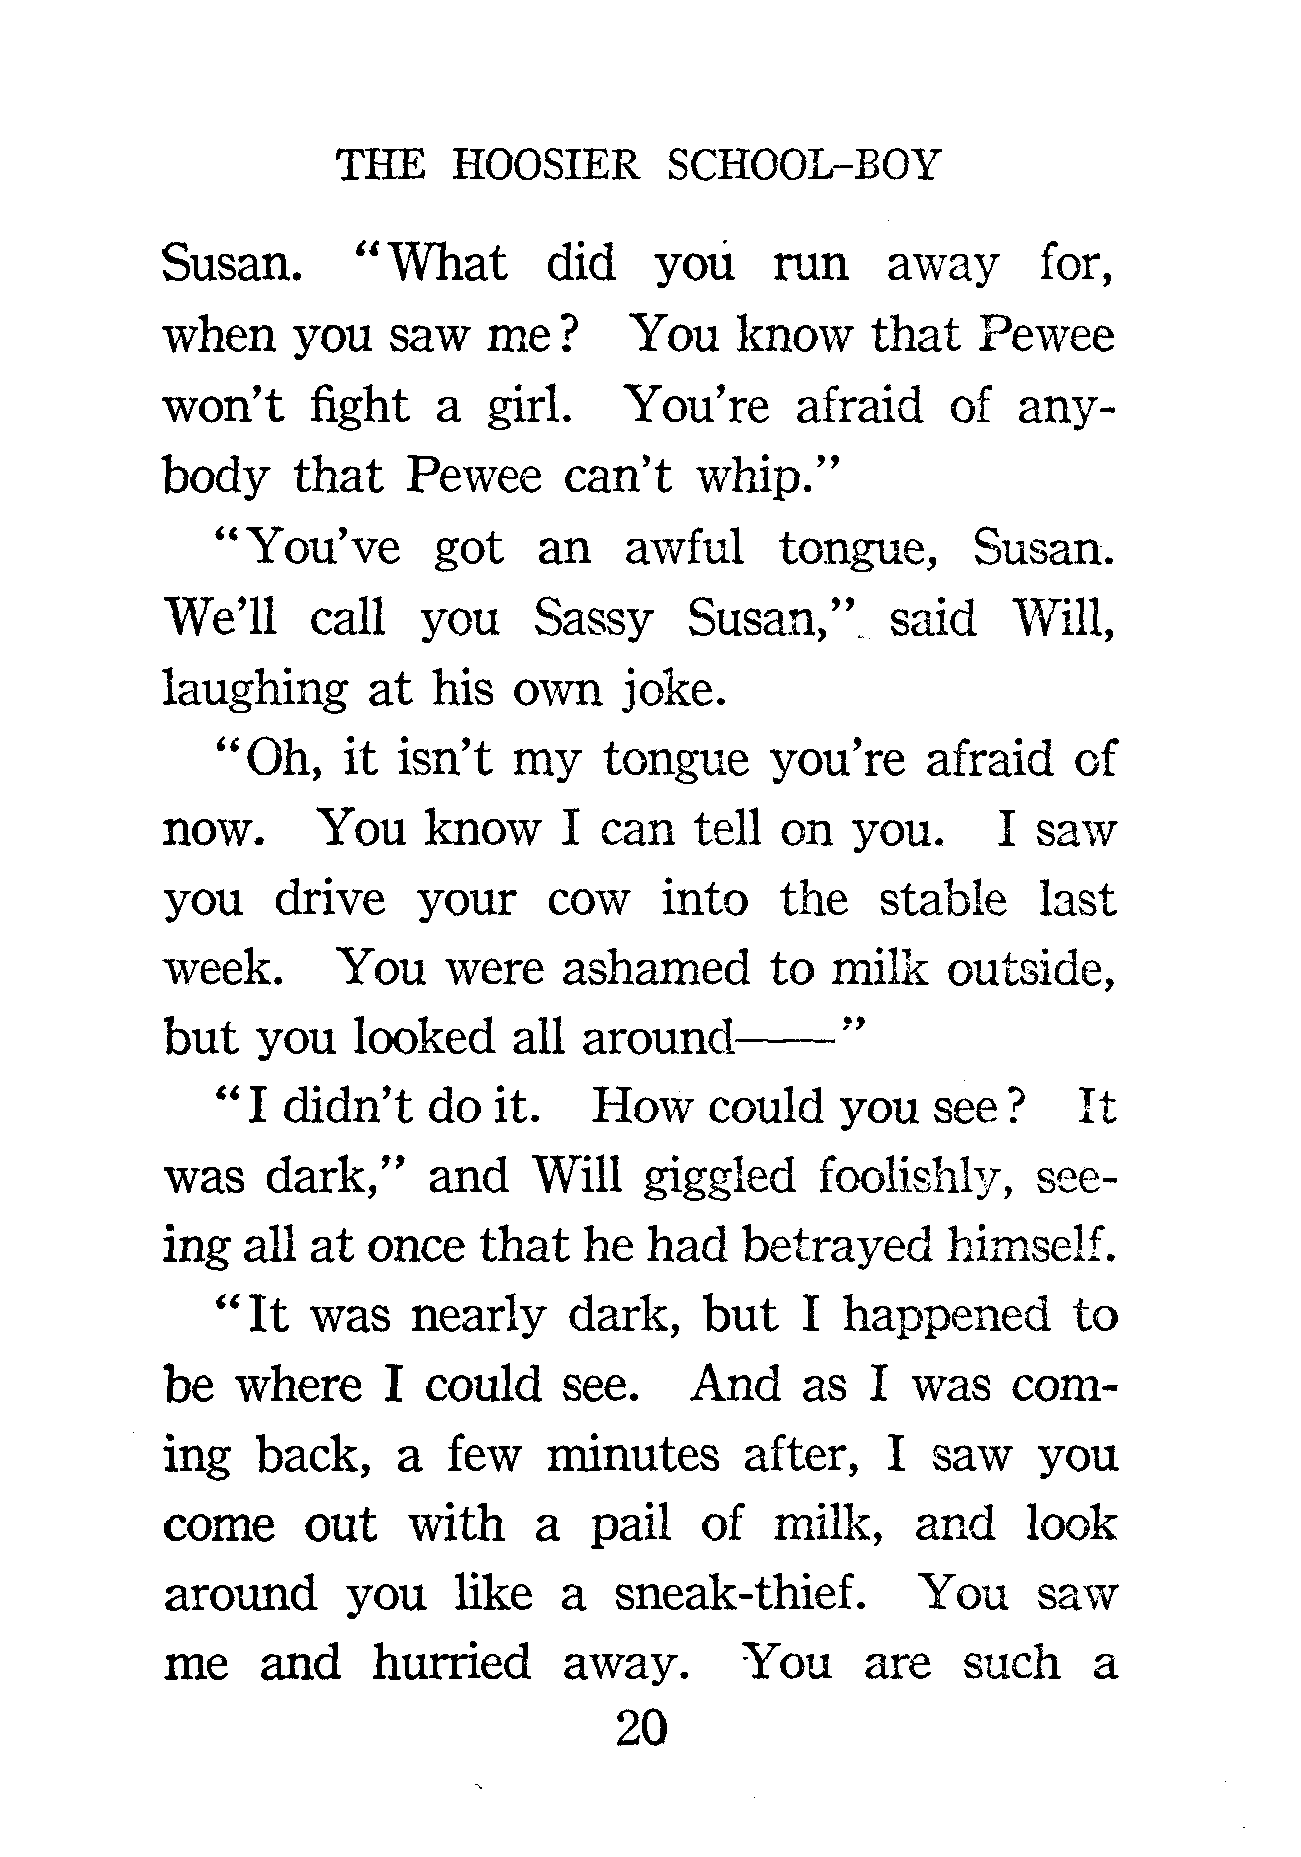 THE HOOSIER SCHOOL-BOY
Susan. "What did you run away for,
when you saw me? You know that Pewee
won't fight a girl. You're afraid of any-
body that Pewee can't whip."
"You've got an awful tongue, Susan.
We'll call you Sassy Susan," said Will,
laughing at his own joke.
"Oh, it isn't my tongue you're afraid of
now. You know I can tell on you. I saw
you drive your cow into the stable last
week. You were ashamed to milk outside,
but you looked all around——"
"I didn't do it. How could you see? It
was dark," and Will giggled foolishly, see-
ing all at once that he had betrayed himself.
"It was nearly dark, but I happened to
be where I could see. And as I was com-
ing back, a few minutes after, I saw you
come out with a pail of milk, and look
around you like a sneak-thief. You saw
me and hurried away. You are such a
20